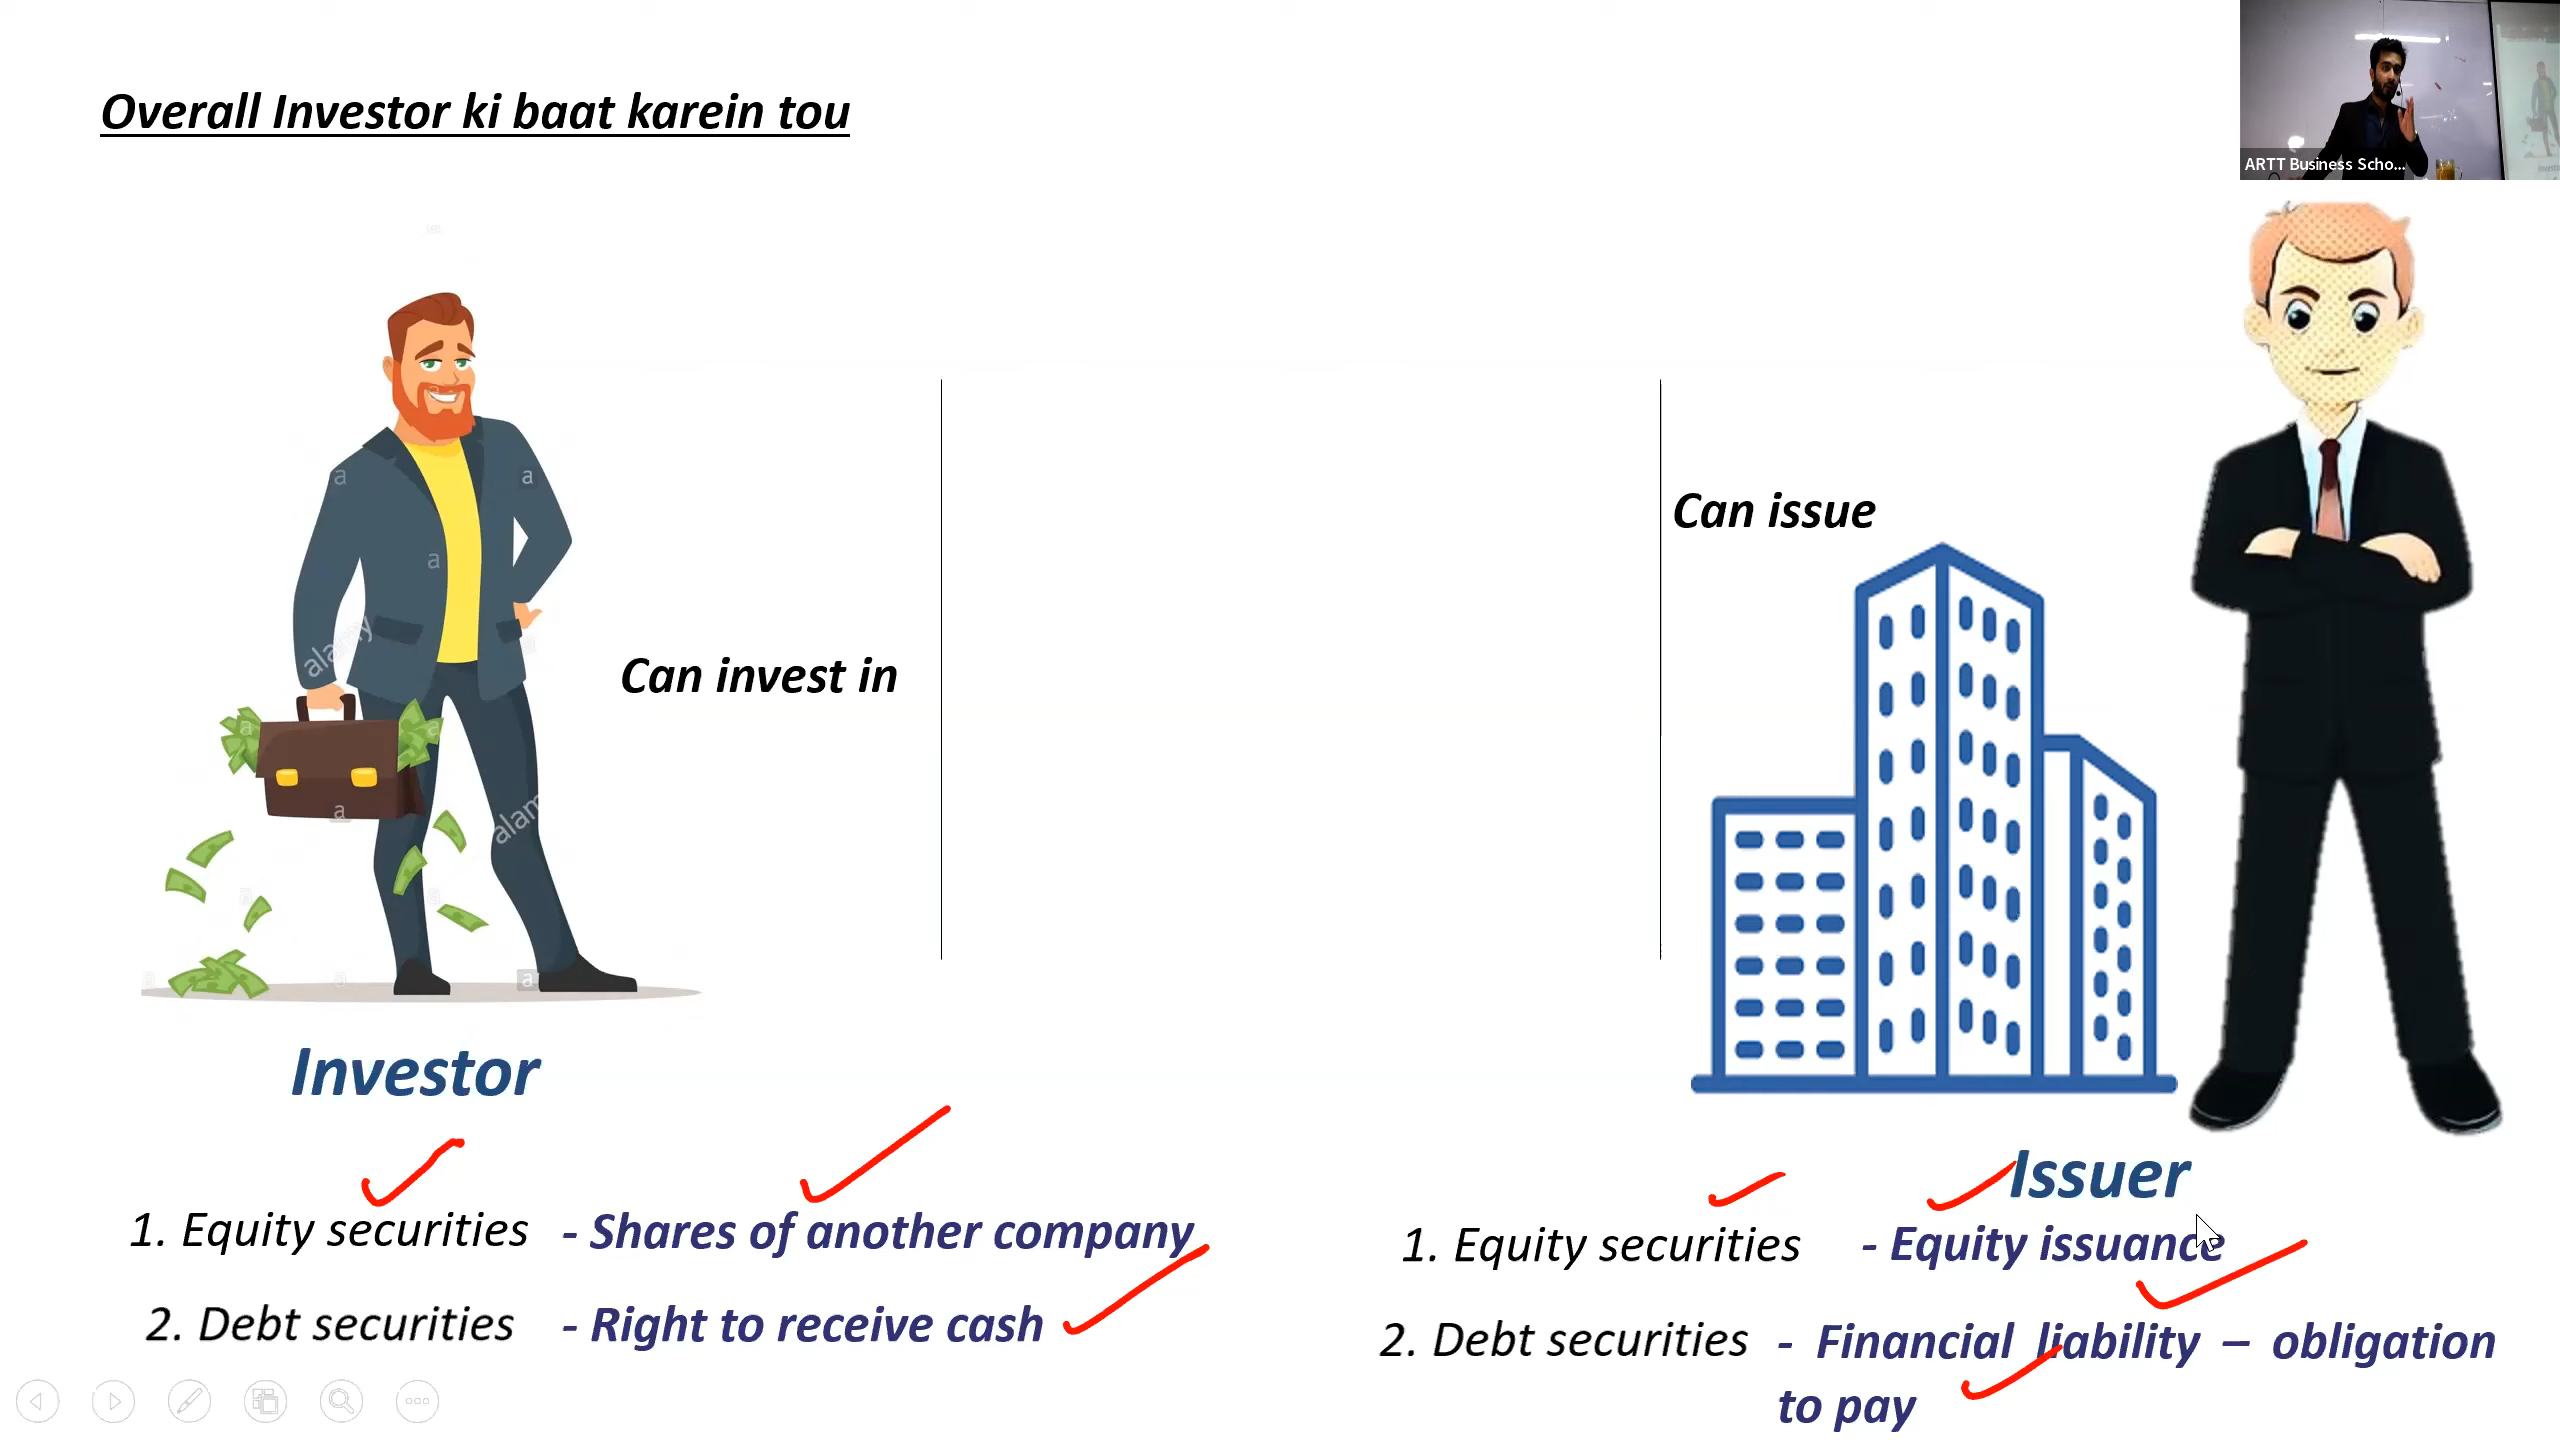 Overall Investor ki baat karein tou
ARTT Business Scho...
Can issue
Can invest in
alamy
alam
Investor
Issuer
1. Equity securities - Shares of another company
2. Debt securities - Right to receive cash
1. Equity securities - Equity issuance
2. Debt securities - Financial liability – obligation
to pay